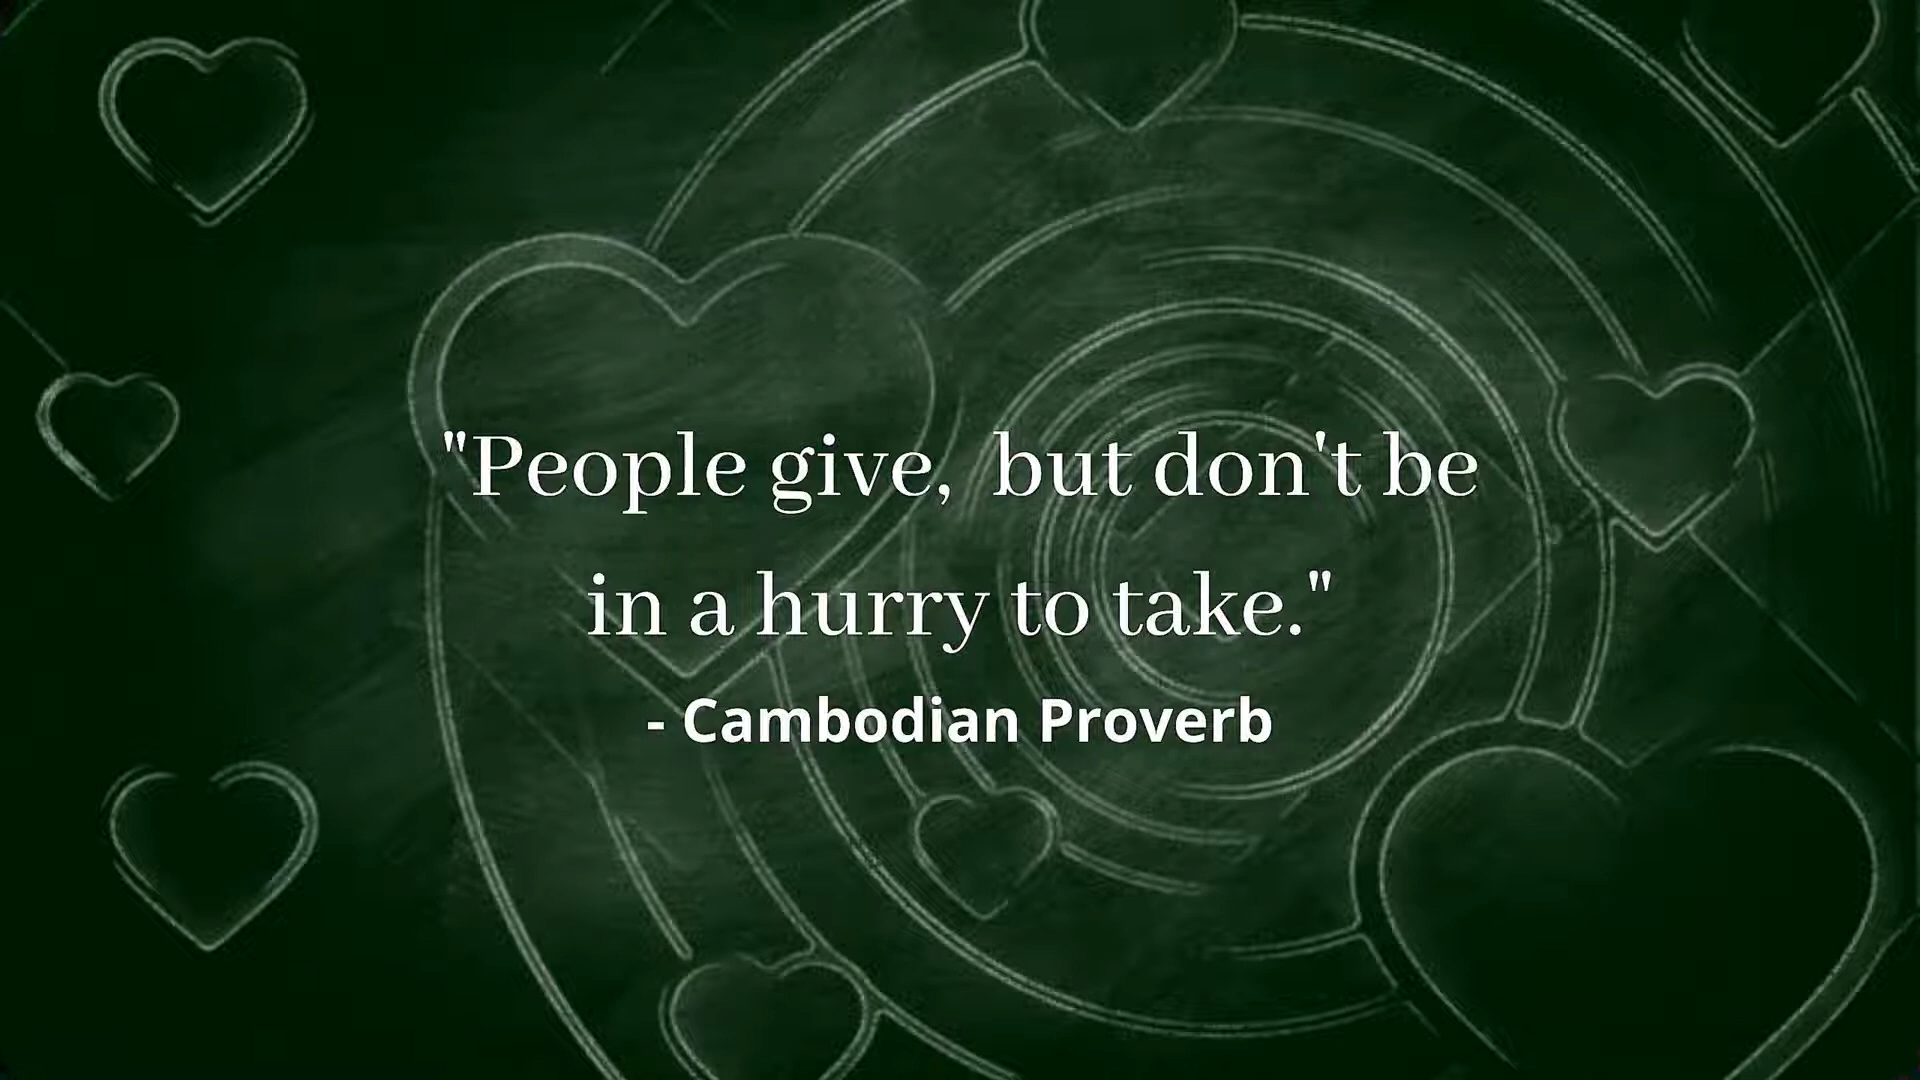 "People give,  but don't be
in a hurry to take."
- Cambodian Proverb